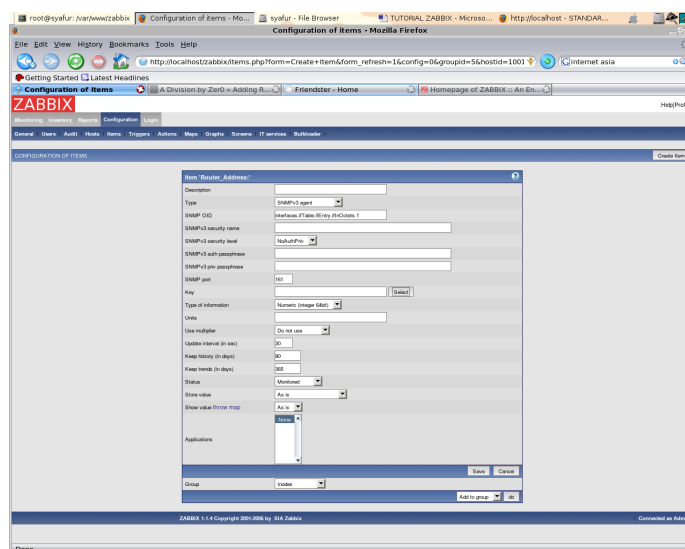 root@syafur: /var/www/zabbix Configuration of items - Mo... syafur - File Browser TUTORIAL ZABBIX - Microso... http://localhost - STANDAR...
Configuration of items - Mozilla Firefox
File Edit View History Bookmarks Tools Help
http://localhost/zabbix/items.php?form=Create+Item&form_refresh=1&config=0&groupid=5&hostid=1001 internet asia
Getting Started Latest Headlines
Configuration of items A Division by Zer0 » Adding R... Friendster - Home Homepage of ZABBIX :: An En...
ZABBIX
Help|Prof
Monitoring Inventory Reports Configuration Login
General Users Audit Hosts Items Triggers Actions Maps Graphs Screens IT services Bulkloader
CONFIGURATION OF ITEMS Create Item
Item 'Router_Address:'
Description
Type SNMPv3 agent
SNMP OID interfaces.ifTable.ifEntry.ifInOctets.1
SNMPv3 security name
SNMPv3 security level NoAuthPriv
SNMPv3 auth passphrase
SNMPv3 priv passphrase
SNMP port 161
Key Select
Type of information Numeric (integer 64bit)
Units
Use multiplier Do not use
Update interval (in sec) 30
Keep history (in days) 90
Keep trends (in days) 365
Status Monitored
Store value As is
Show value throw map As is
Applications -None-
Save Cancel
Group Inodes
Add to group do
ZABBIX 1.1.4 Copyright 2001-2006 by SIA Zabbix Connected as Adm
Done